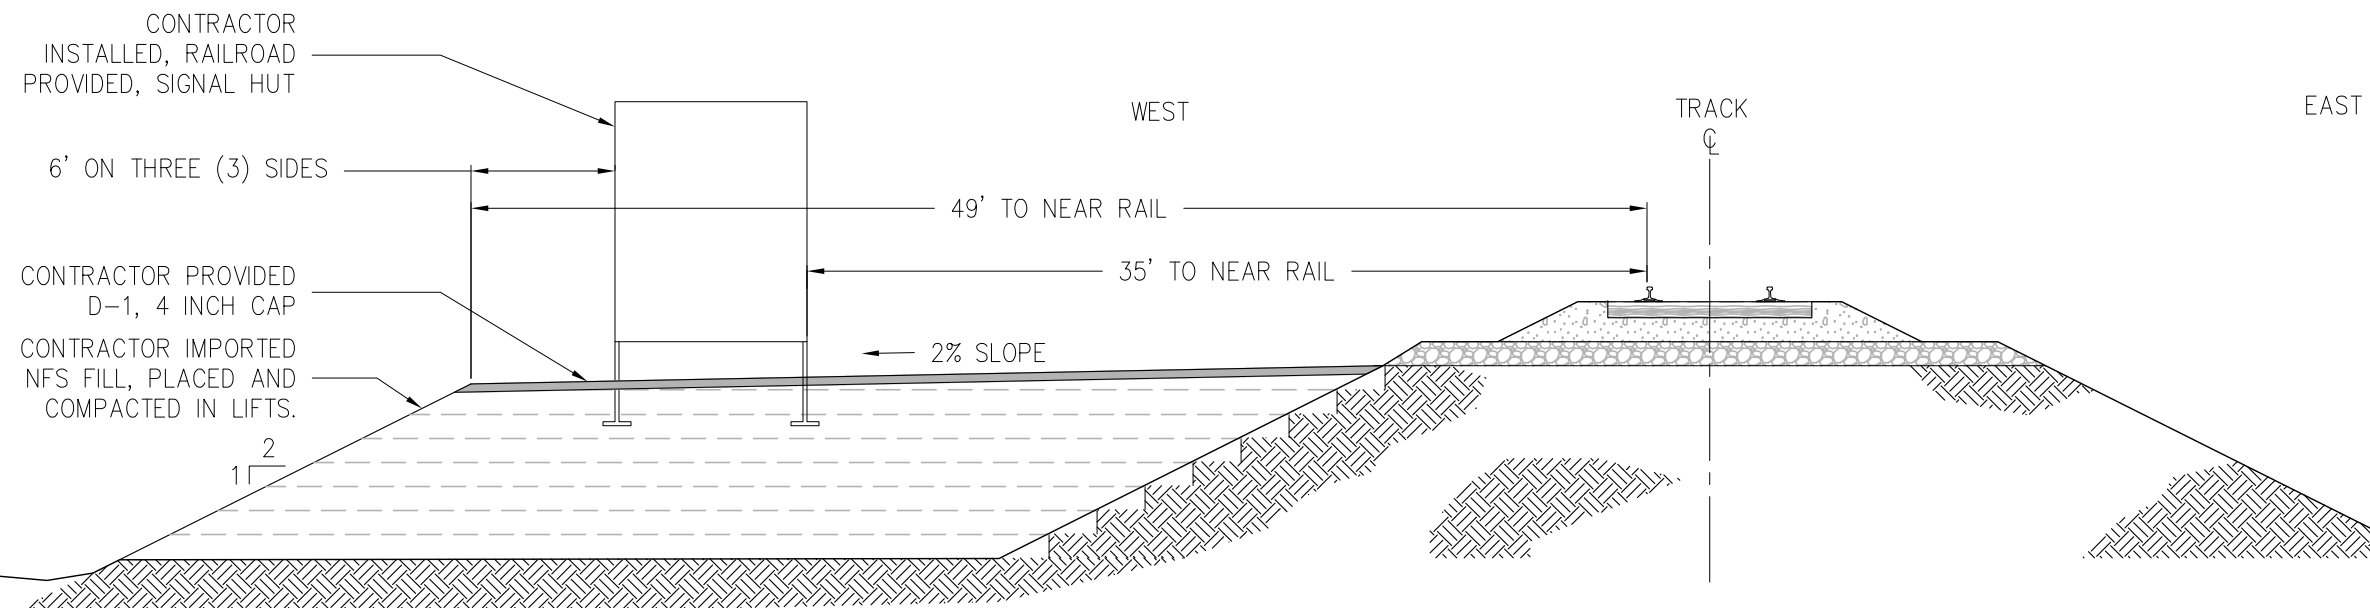 CONTRACTOR
INSTALLED, RAILROAD
PROVIDED, SIGNAL HUT
WEST
TRACK
℄
EAST
6' ON THREE (3) SIDES
49' TO NEAR RAIL
35' TO NEAR RAIL
CONTRACTOR PROVIDED
D-1, 4 INCH CAP
2% SLOPE
CONTRACTOR IMPORTED
NFS FILL, PLACED AND
COMPACTED IN LIFTS.
2
1